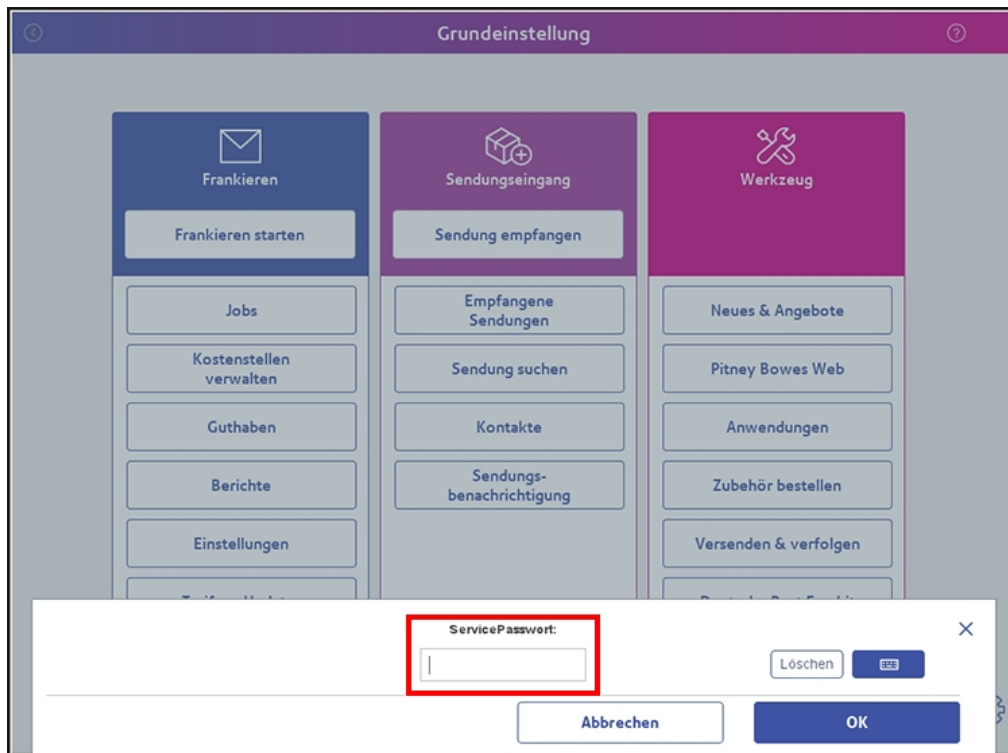 Grundeinstellung
Frankieren
Frankieren starten
Jobs
Kostenstellen
verwalten
Guthaben
Berichte
Einstellungen
Sendungseingang
Sendung empfangen
Empfangene
Sendungen
Sendung suchen
Kontakte
Sendungs-
benachrichtigung
Werkzeug
Neues & Angebote
Pitney Bowes Web
Anwendungen
Zubehör bestellen
Versenden & verfolgen
ServicePasswort:
Löschen
Abbrechen
OK